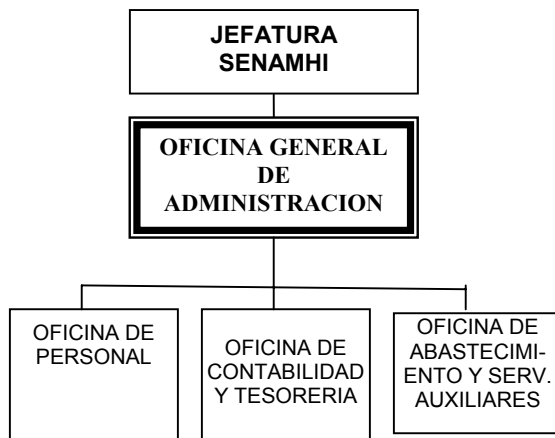 JEFATURA
SENAMHI
OFICINA GENERAL
DE
ADMINISTRACION
OFICINA DE
PERSONAL
OFICINA DE
CONTABILIDAD
Y TESORERIA
OFICINA DE
ABASTECIMI-
ENTO Y SERV.
AUXILIARES